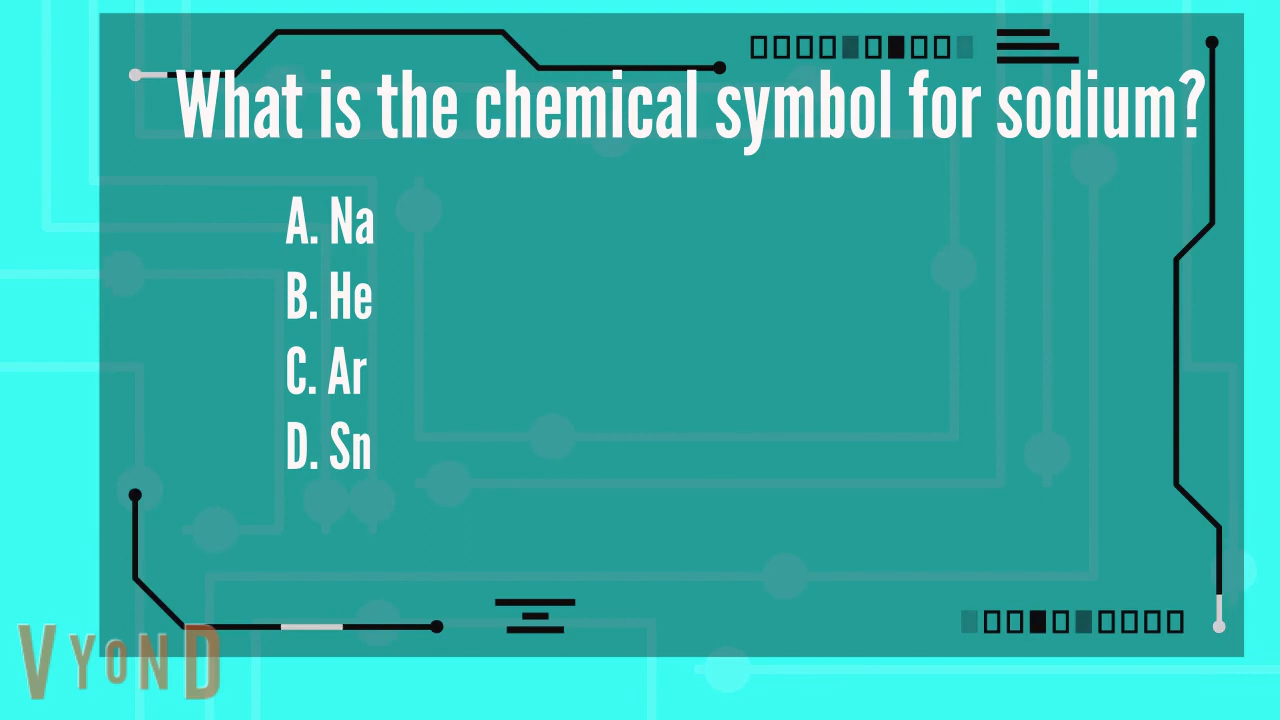 What is the chemical symbol for sodium?
A. Na
B. He
C. Ar
D. Sn
VYOND